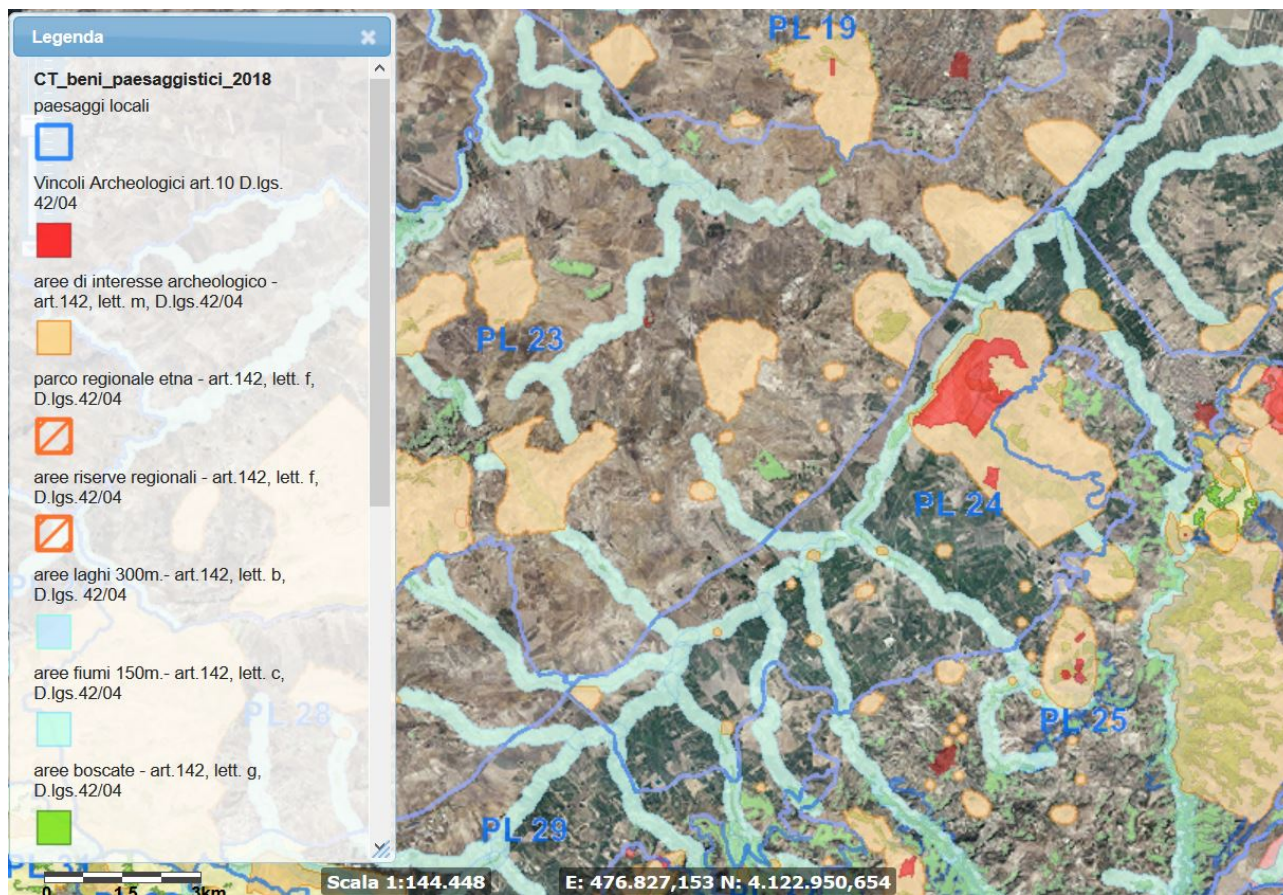 Legenda
CT_beni_paesaggistici_2018
paesaggi locali
Vincoli Archeologici art.10 D.lgs.
42/04
aree di interesse archeologico -
art.142, lett. m, D.lgs.42/04
parco regionale etna - art.142, lett. f,
D.lgs.42/04
aree riserve regionali - art.142, lett. f,
D.lgs.42/04
aree laghi 300m.- art.142, lett. b,
D.lgs. 42/04
aree fiumi 150m.- art.142, lett. c,
D.lgs.42/04
aree boscate - art.142, lett. g,
D.lgs.42/04
PL 19
PL 23
PL 24
PL 25
PL 28
PL 29
0 1.5 3km
Scala 1:144.448
E: 476.827,153 N: 4.122.950,654